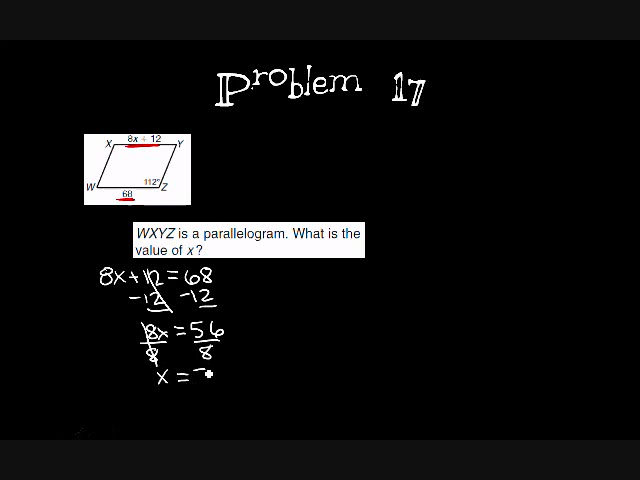 Problem 17
8x + 12
X Y
112°
W Z
68
WXYZ is a parallelogram. What is the
value of x?
8x+12=68
-12 -12
8x=56
8 8
x=